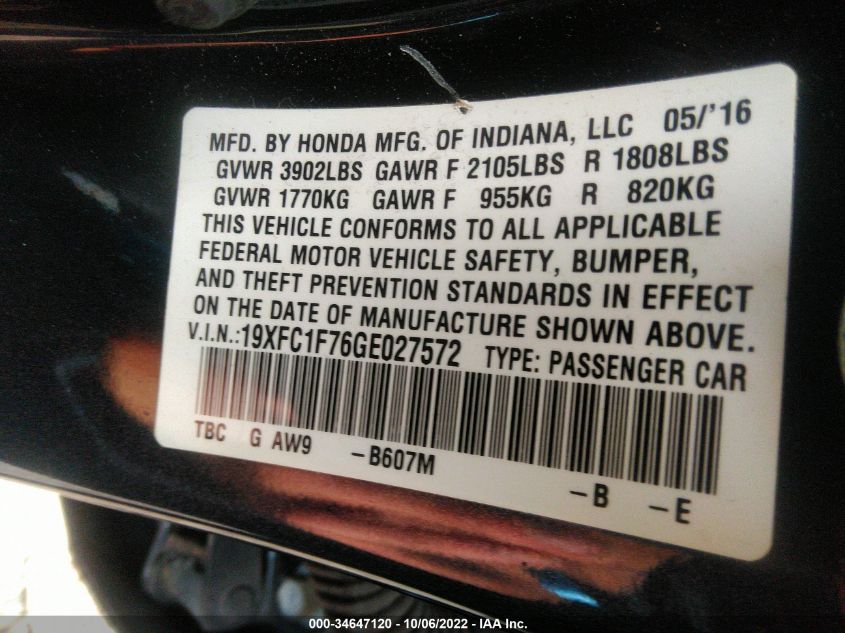 MFD. BY HONDA MFG. OF INDIANA, LLC 05/'16
GVWR 3902LBS GAWR F 2105LBS R 1808LBS
GVWR 1770KG GAWR F 955KG R 820KG
THIS VEHICLE CONFORMS TO ALL APPLICABLE
FEDERAL MOTOR VEHICLE SAFETY, BUMPER,
AND THEFT PREVENTION STANDARDS IN EFFECT
ON THE DATE OF MANUFACTURE SHOWN ABOVE.
V.I.N.:19XFC1F76GE027572 TYPE: PASSENGER CAR
TBC G AW9 –B607M –B –E
000-34647120 - 10/06/2022 - IAA Inc.